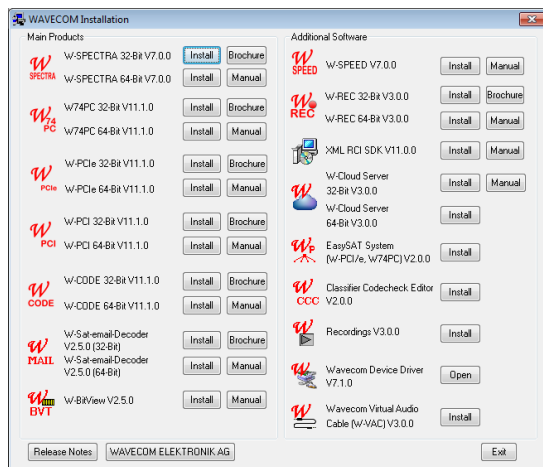 WAVECOM Installation
Main Products
W SPECTRA
W-SPECTRA 32-Bit V7.0.0 Install Brochure
W-SPECTRA 64-Bit V7.0.0 Install Manual
W74 PC
W74PC 32-Bit V11.1.0 Install Brochure
W74PC 64-Bit V11.1.0 Install Manual
W PCIe
W-PCIe 32-Bit V11.1.0 Install Brochure
W-PCIe 64-Bit V11.1.0 Install Manual
W PCI
W-PCI 32-Bit V11.1.0 Install Brochure
W-PCI 64-Bit V11.1.0 Install Manual
W CODE
W-CODE 32-Bit V11.1.0 Install Brochure
W-CODE 64-Bit V11.1.0 Install Manual
W MAIL
W-Sat-email-Decoder
V2.5.0 (32-Bit) Install Brochure
W-Sat-email-Decoder
V2.5.0 (64-Bit) Install Manual
W BVT
W-BitView V2.5.0 Install Manual
Additional Software
W SPEED
W-SPEED V7.0.0 Install Manual
W REC
W-REC 32-Bit V3.0.0 Install Brochure
W-REC 64-Bit V3.0.0 Install Manual
XML RCI SDK V11.0.0 Install Manual
W
W-Cloud Server
32-Bit V3.0.0 Install Manual
W-Cloud Server
64-Bit V3.0.0 Install
WP
EasySAT System
(W-PCI/e, W74PC) V2.0.0 Install
W CCC
Classifier Codecheck Editor
V2.0.0 Install
W
Recordings V3.0.0 Install
W
Wavecom Device Driver
V7.1.0 Open
W
Wavecom Virtual Audio
Cable (W-VAC) V3.0.0 Install
Release Notes WAVECOM ELEKTRONIK AG Exit